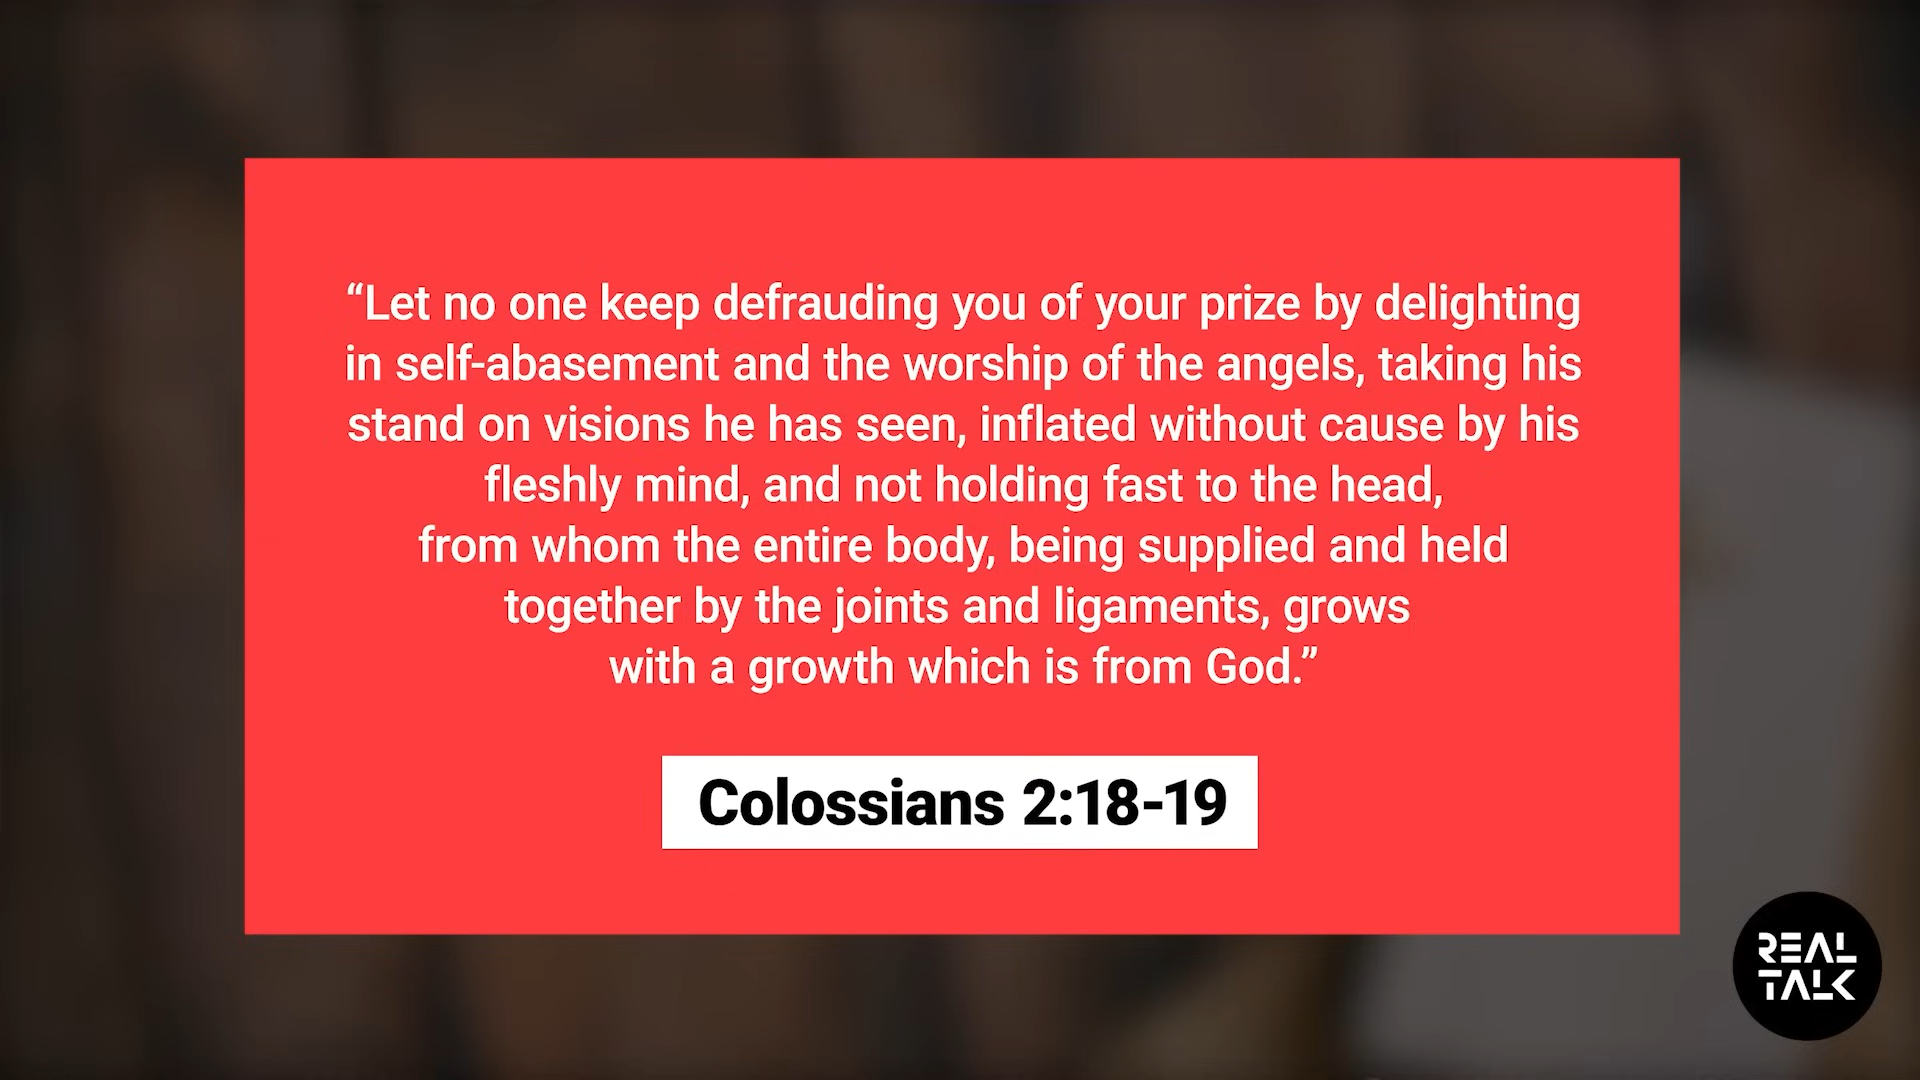 “Let no one keep defrauding you of your prize by delighting
in self-abasement and the worship of the angels, taking his
stand on visions he has seen, inflated without cause by his
fleshly mind, and not holding fast to the head,
from whom the entire body, being supplied and held
together by the joints and ligaments, grows
with a growth which is from God.”
Colossians 2:18-19
REAL
TALK